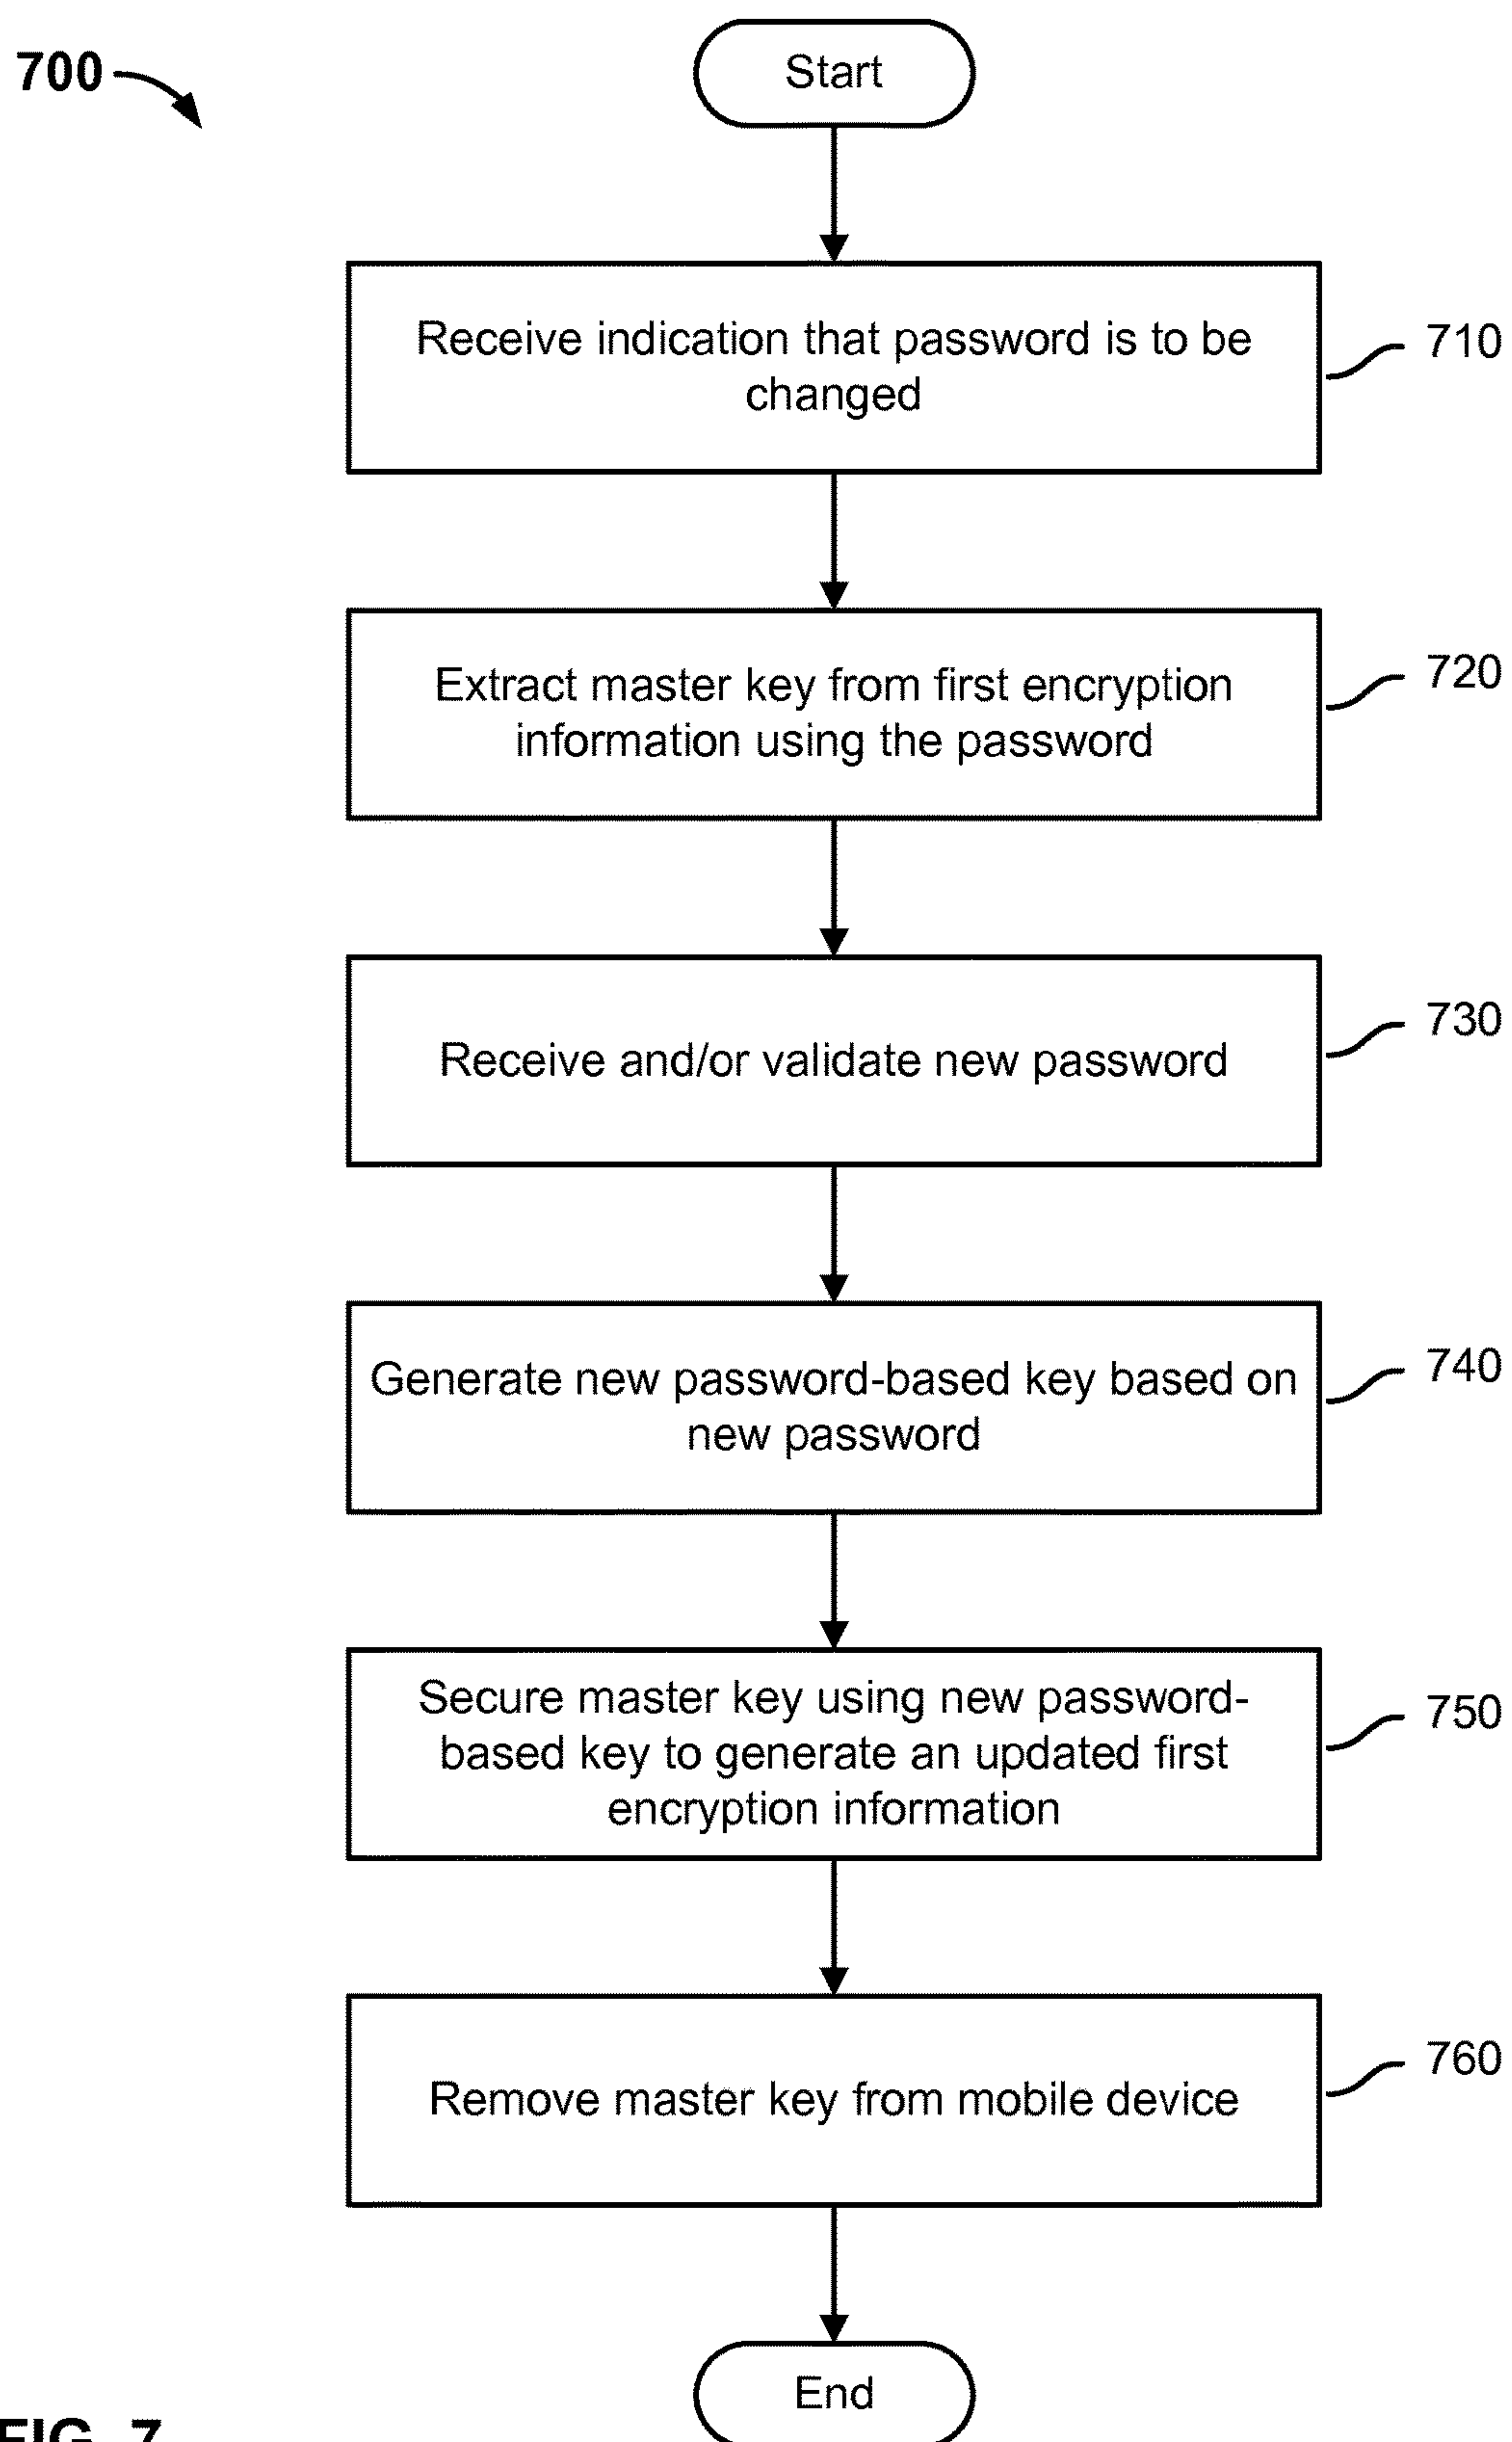 700
Start
Receive indication that password is to be
changed
710
Extract master key from first encryption
information using the password
720
Receive and/or validate new password
730
Generate new password-based key based on
new password
740
Secure master key using new password-
based key to generate an updated first
encryption information
750
Remove master key from mobile device
760
End
FIG. 7